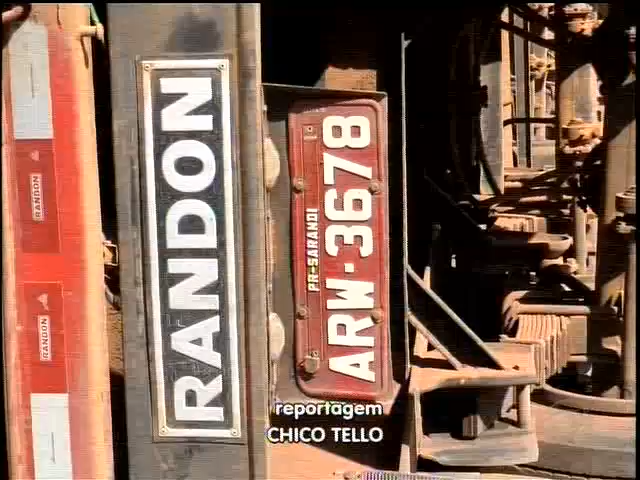 RANDON
RANDON
RANDON
PR-SARANDI
ARW-3678
reportagem
CHICO TELLO